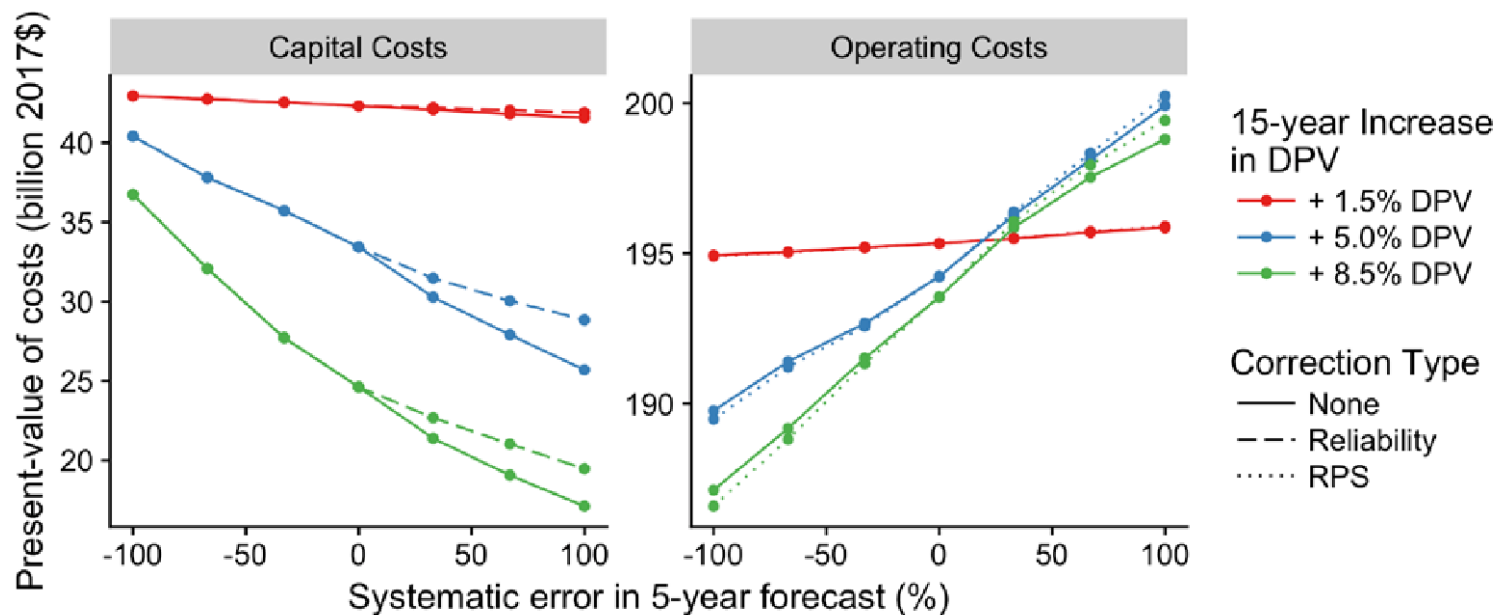 Capital Costs
Operating Costs
Present-value of costs (billion 2017$)
40
35
30
25
20
200
195
190
-100 -50 0 50 100
-100 -50 0 50 100
Systematic error in 5-year forecast (%)
15-year Increase
in DPV
+ 1.5% DPV
+ 5.0% DPV
+ 8.5% DPV
Correction Type
None
Reliability
RPS